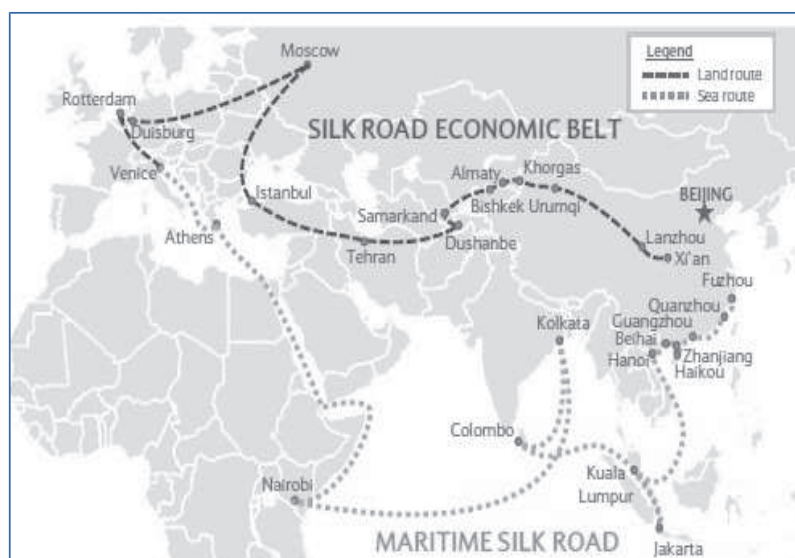 Moscow
Legend
Land route
Sea route
Rotterdam
Duisburg
SILK ROAD ECONOMIC BELT
Venice
Almaty
Khorgas
Istanbul
Bishkek Urumqi
BEIJING
Samarkand
Athens
Lanzhou
Dushanbe
Tehran
Xi'an
Fuzhou
Quanzhou
Kolkata
Guangzhou
Beihai
Hanoi
Zhanjiang
Haikou
Colombo
Kuala
Lumpur
Nairobi
MARITIME SILK ROAD
Jakarta